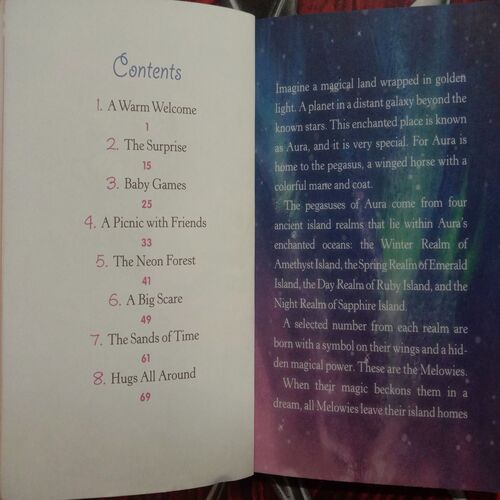 Contents
1. A Warm Welcome
1
2. The Surprise
15
3. Baby Games
25
4. A Picnic with Friends
33
5. The Neon Forest
41
6. A Big Scare
49
7. The Sands of Time
61
8. Hugs All Around
69
Imagine a magical land wrapped in golden
light. A planet in a distant galaxy beyond the
known stars. This enchanted place is known
as Aura, and it is very special. For Aura is
home to the pegasus, a winged horse with a
colorful mane and coat.
The pegasuses of Aura come from four
ancient island realms that lie within Aura's
enchanted oceans: the Winter Realm of
Amethyst Island, the Spring Realm of Emerald
Island, the Day Realm of Ruby Island, and the
Night Realm of Sapphire Island.
A selected number from each realm are
born with a symbol on their wings and a hid-
den magical power. These are the Melowies.
When their magic beckons them in a
dream, all Melowies leave their island homes